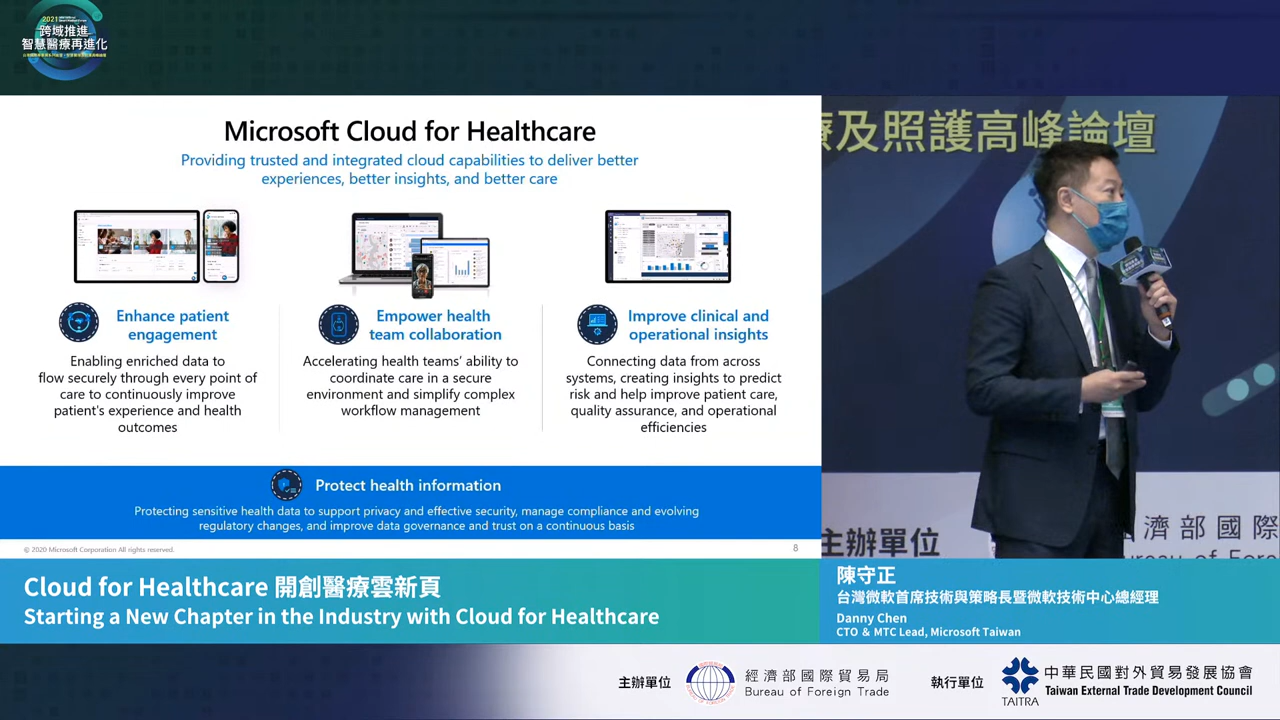 2021
跨域推進
智慧醫療再進化
Microsoft Cloud for Healthcare
Providing trusted and integrated cloud capabilities to deliver better
experiences, better insights, and better care
Enhance patient
engagement
Enabling enriched data to
flow securely through every point of
care to continuously improve
patient's experience and health
outcomes
Empower health
team collaboration
Accelerating health teams' ability to
coordinate care in a secure
environment and simplify complex
workflow management
Improve clinical and
operational insights
Connecting data from across
systems, creating insights to predict
risk and help improve patient care,
quality assurance, and operational
efficiencies
Protect health information
Protecting sensitive health data to support privacy and effective security, manage compliance and evolving
regulatory changes, and improve data governance and trust on a continuous basis
© 2020 Microsoft Corporation All rights reserved.
8
療及照護高峰論壇
主辦單位
濟部國際
ureau of Forei
Cloud for Healthcare 開創醫療雲新頁
Starting a New Chapter in the Industry with Cloud for Healthcare
陳守正
台灣微軟首席技術與策略長暨微軟技術中心總經理
Danny Chen
CTO & MTC Lead, Microsoft Taiwan
主辦單位
經濟部國際貿易局
Bureau of Foreign Trade
執行單位
TAITRA
中華民國對外貿易發展協會
Taiwan External Trade Development Council